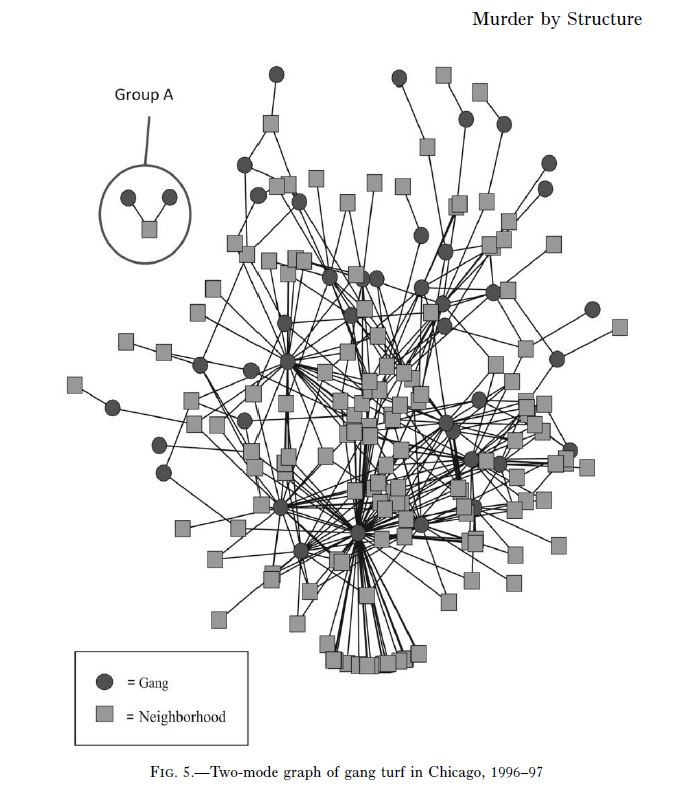 Murder by Structure
Group A
= Gang
= Neighborhood
FIG. 5.—Two-mode graph of gang turf in Chicago, 1996–97